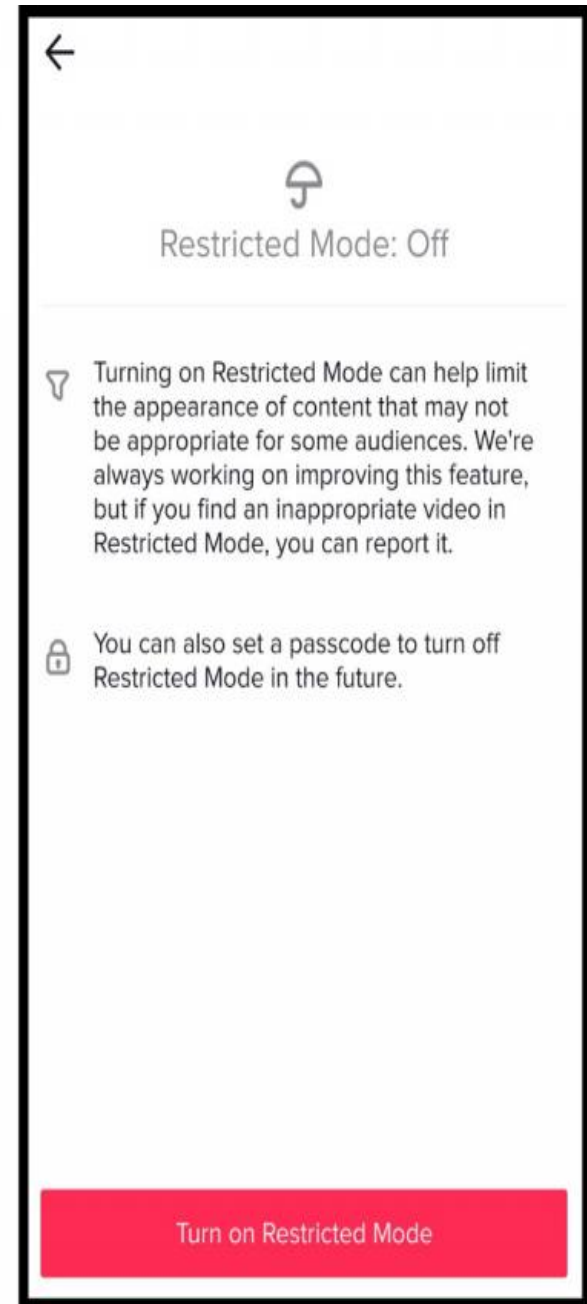 Restricted Mode: Off
Turning on Restricted Mode can help limit
the appearance of content that may not
be appropriate for some audiences. We're
always working on improving this feature,
but if you find an inappropriate video in
Restricted Mode, you can report it.
You can also set a passcode to turn off
Restricted Mode in the future.
Turn on Restricted Mode